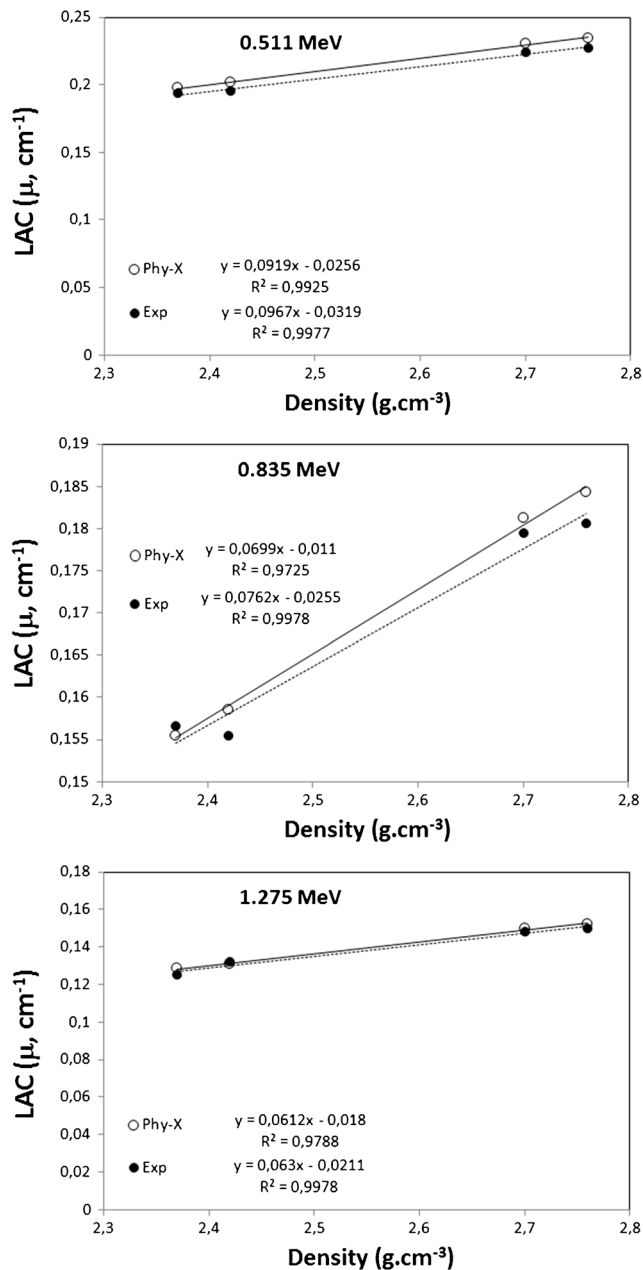 0.511 MeV
0,25
0,2
0,15
0,1
0,05
0
LAC (μ, cm⁻¹)
Phy-X y = 0,0919x - 0,0256
R² = 0,9925
Exp y = 0,0967x - 0,0319
R² = 0,9977
2,3 2,4 2,5 2,6 2,7 2,8
Density (g.cm⁻³)
0.835 MeV
0,19
0,185
0,18
0,175
0,17
0,165
0,16
0,155
0,15
LAC (μ, cm⁻¹)
Phy-X y = 0,0699x - 0,011
R² = 0,9725
Exp y = 0,0762x - 0,0255
R² = 0,9978
2,3 2,4 2,5 2,6 2,7 2,8
Density (g.cm⁻³)
1.275 MeV
0,18
0,16
0,14
0,12
0,1
0,08
0,06
0,04
0,02
0
LAC (μ, cm⁻¹)
Phy-X y = 0,0612x - 0,018
R² = 0,9788
Exp y = 0,063x - 0,0211
R² = 0,9978
2,3 2,4 2,5 2,6 2,7 2,8
Density (g.cm⁻³)